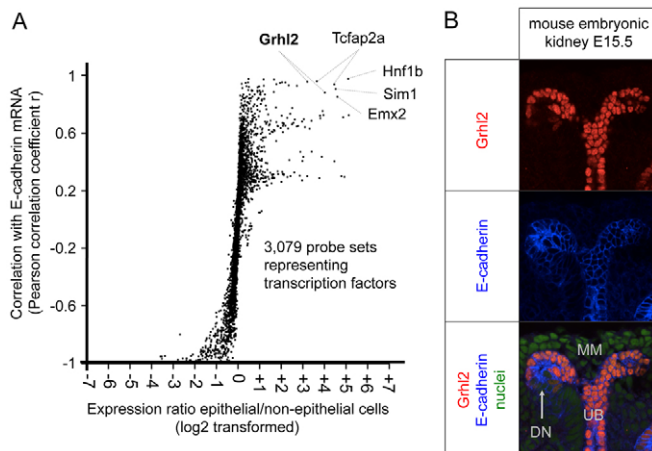 A
Grhl2
Tcfap2a
Hnf1b
Sim1
Emx2
Correlation with E-cadherin mRNA
(Pearson correlation coefficient r)
1
0.6
0.2
-0.2
-0.6
-1
3,079 probe sets
representing
transcription factors
-7 -6 -5 -4 -3 -2 -1 0 +1 +2 +3 +4 +5 +6 +7
Expression ratio epithelial/non-epithelial cells
(log2 transformed)
B
mouse embryonic
kidney E15.5
Grhl2
E-cadherin
Grhl2
E-cadherin
nuclei
MM
UB
DN